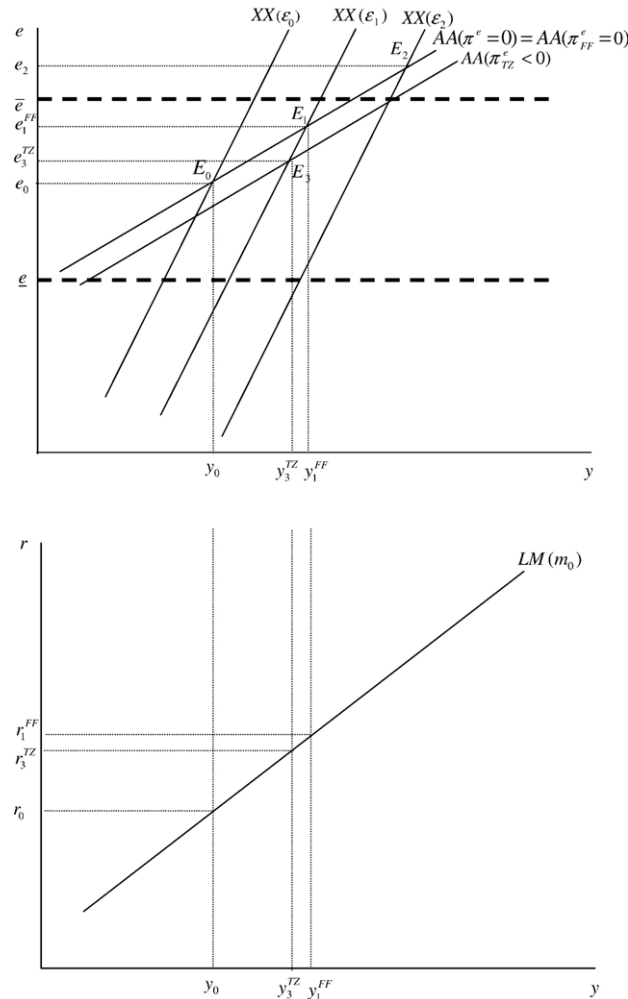 e XX(ε₀) XX(ε₁) XX(ε₂)
AA(πᵉ=0)=AA(πᵉ_FF=0)
e₂ E₂ AA(πᵉ_TZ<0)
e̅
e₁^FF E₁
e₃^TZ
E₀ E₃
e₀
e̲
y₀ y₃^TZ y₁^FF y
r
LM(m₀)
r₁^FF
r₃^TZ
r₀
y₀ y₃^TZ y₁^FF y